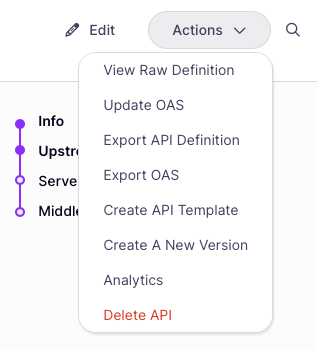 Edit
Actions
View Raw Definition
Update OAS
Export API Definition
Export OAS
Create API Template
Create A New Version
Analytics
Delete API
Info
Upstre
Serve
Middle